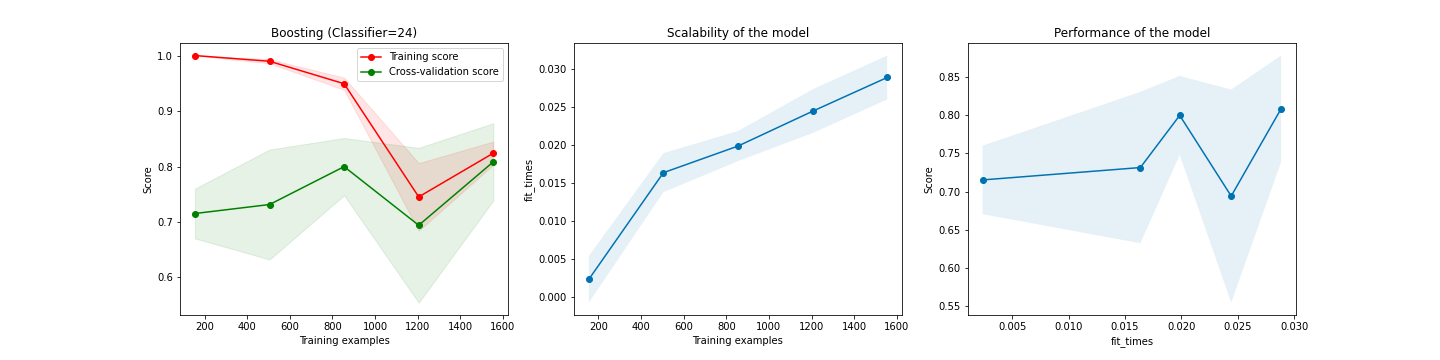 Boosting (Classifier=24)
1.0
0.9
0.8
0.7
0.6
Score
200 400 600 800 1000 1200 1400 1600
Training examples
Training score
Cross-validation score
Scalability of the model
0.030
0.025
0.020
0.015
0.010
0.005
0.000
fit_times
200 400 600 800 1000 1200 1400 1600
Training examples
Performance of the model
0.85
0.80
0.75
0.70
0.65
0.60
0.55
Score
0.005 0.010 0.015 0.020 0.025 0.030
fit_times